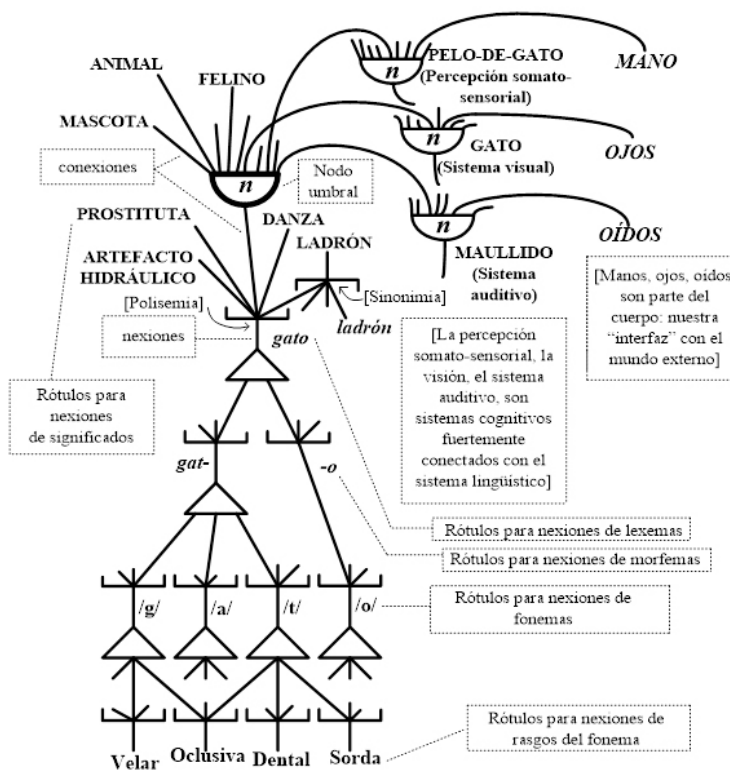 ANIMAL
FELINO
MASCOTA
conexiones
n
Nodo
umbral
n
PELO-DE-GATO
(Percepción somato-
sensorial)
MANO
n
GATO
(Sistema visual)
OJOS
n
MAULLIDO
(Sistema
auditivo)
OÍDOS
PROSTITUTA
DANZA
LADRÓN
ARTEFACTO
HIDRÁULICO
[Polisemia]
[Sinonimia]
ladrón
nexiones
gato
[Manos, ojos, oídos
son parte del
cuerpo: nuestra
“interfaz” con el
mundo externo]
[La percepción
somato-sensorial, la
visión, el sistema
auditivo, son
sistemas cognitivos
fuertemente
conectados con el
sistema lingüístico]
Rótulos para
nexiones
de significados
gat-
-o
Rótulos para nexiones de lexemas
Rótulos para nexiones de morfemas
/g/
/a/
/t/
/o/
Rótulos para nexiones de
fonemas
Rótulos para nexiones de
rasgos del fonema
Velar
Oclusiva
Dental
Sorda